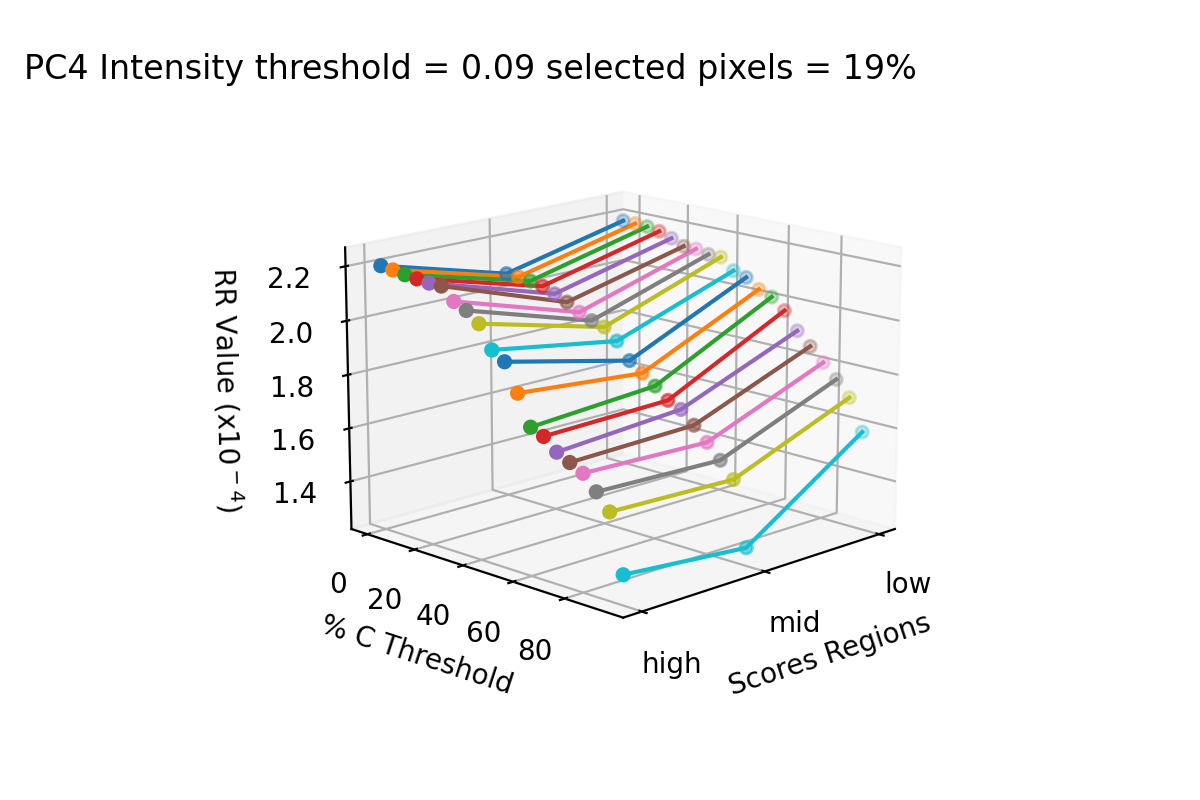 PC4 Intensity threshold = 0.09 selected pixels = 19%
RR Value (x10⁻⁴)
2.2
2.0
1.8
1.6
1.4
0
20
40
60
80
% C Threshold
high
mid
low
Scores Regions